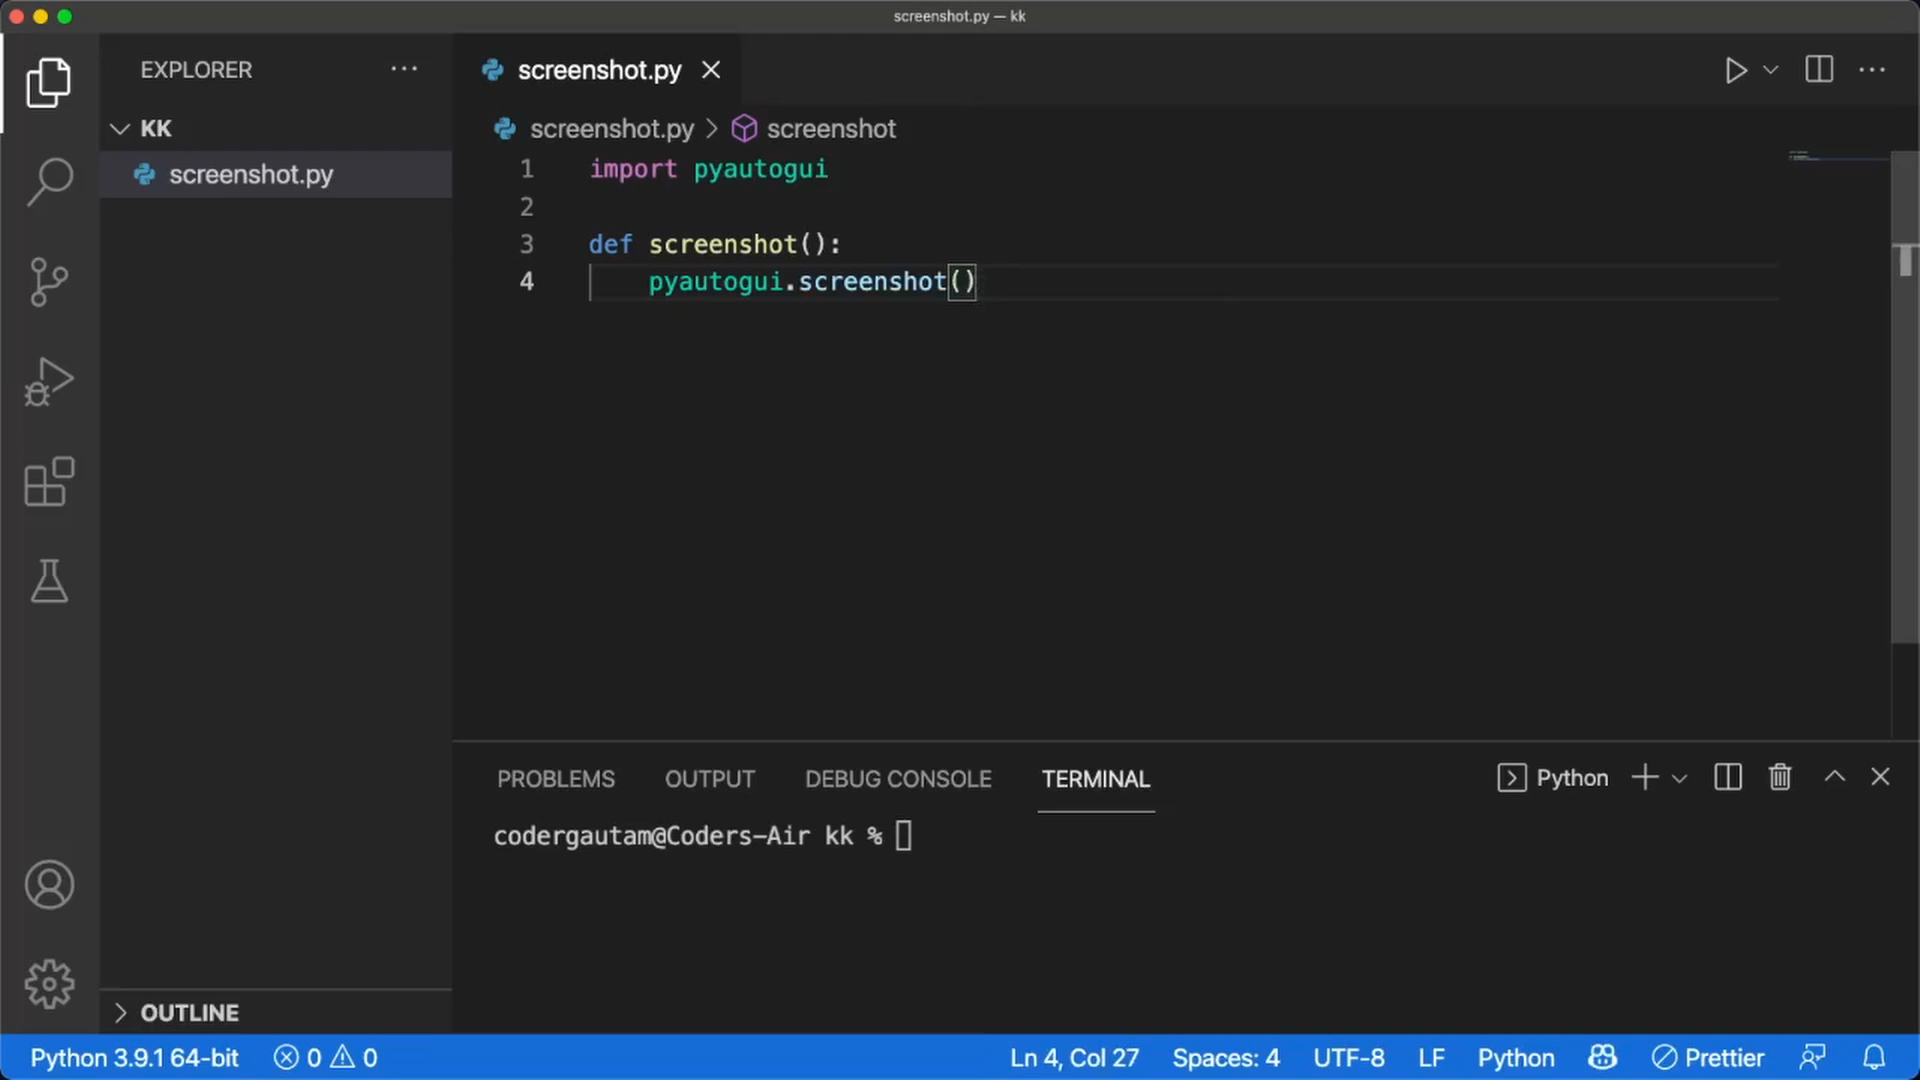 screenshot.py — kk
EXPLORER
KK
screenshot.py
OUTLINE
screenshot.py
screenshot.py > screenshot
1 import pyautogui
2
3 def screenshot():
4     pyautogui.screenshot()
PROBLEMS OUTPUT DEBUG CONSOLE TERMINAL
Python
codergautam@Coders-Air kk %
Python 3.9.1 64-bit 0 0 Ln 4, Col 27 Spaces: 4 UTF-8 LF Python Prettier